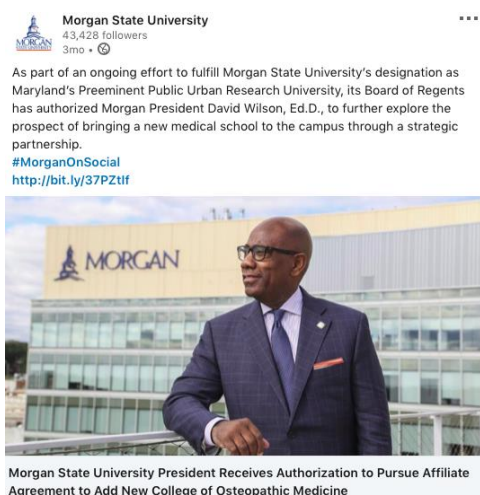 Morgan State University
43,428 followers
3mo •
As part of an ongoing effort to fulfill Morgan State University's designation as
Maryland's Preeminent Public Urban Research University, its Board of Regents
has authorized Morgan President David Wilson, Ed.D., to further explore the
prospect of bringing a new medical school to the campus through a strategic
partnership.
#MorganOnSocial
http://bit.ly/37PZtIf
MORGAN
Morgan State University President Receives Authorization to Pursue Affiliate
Agreement to Add New College of Osteopathic Medicine